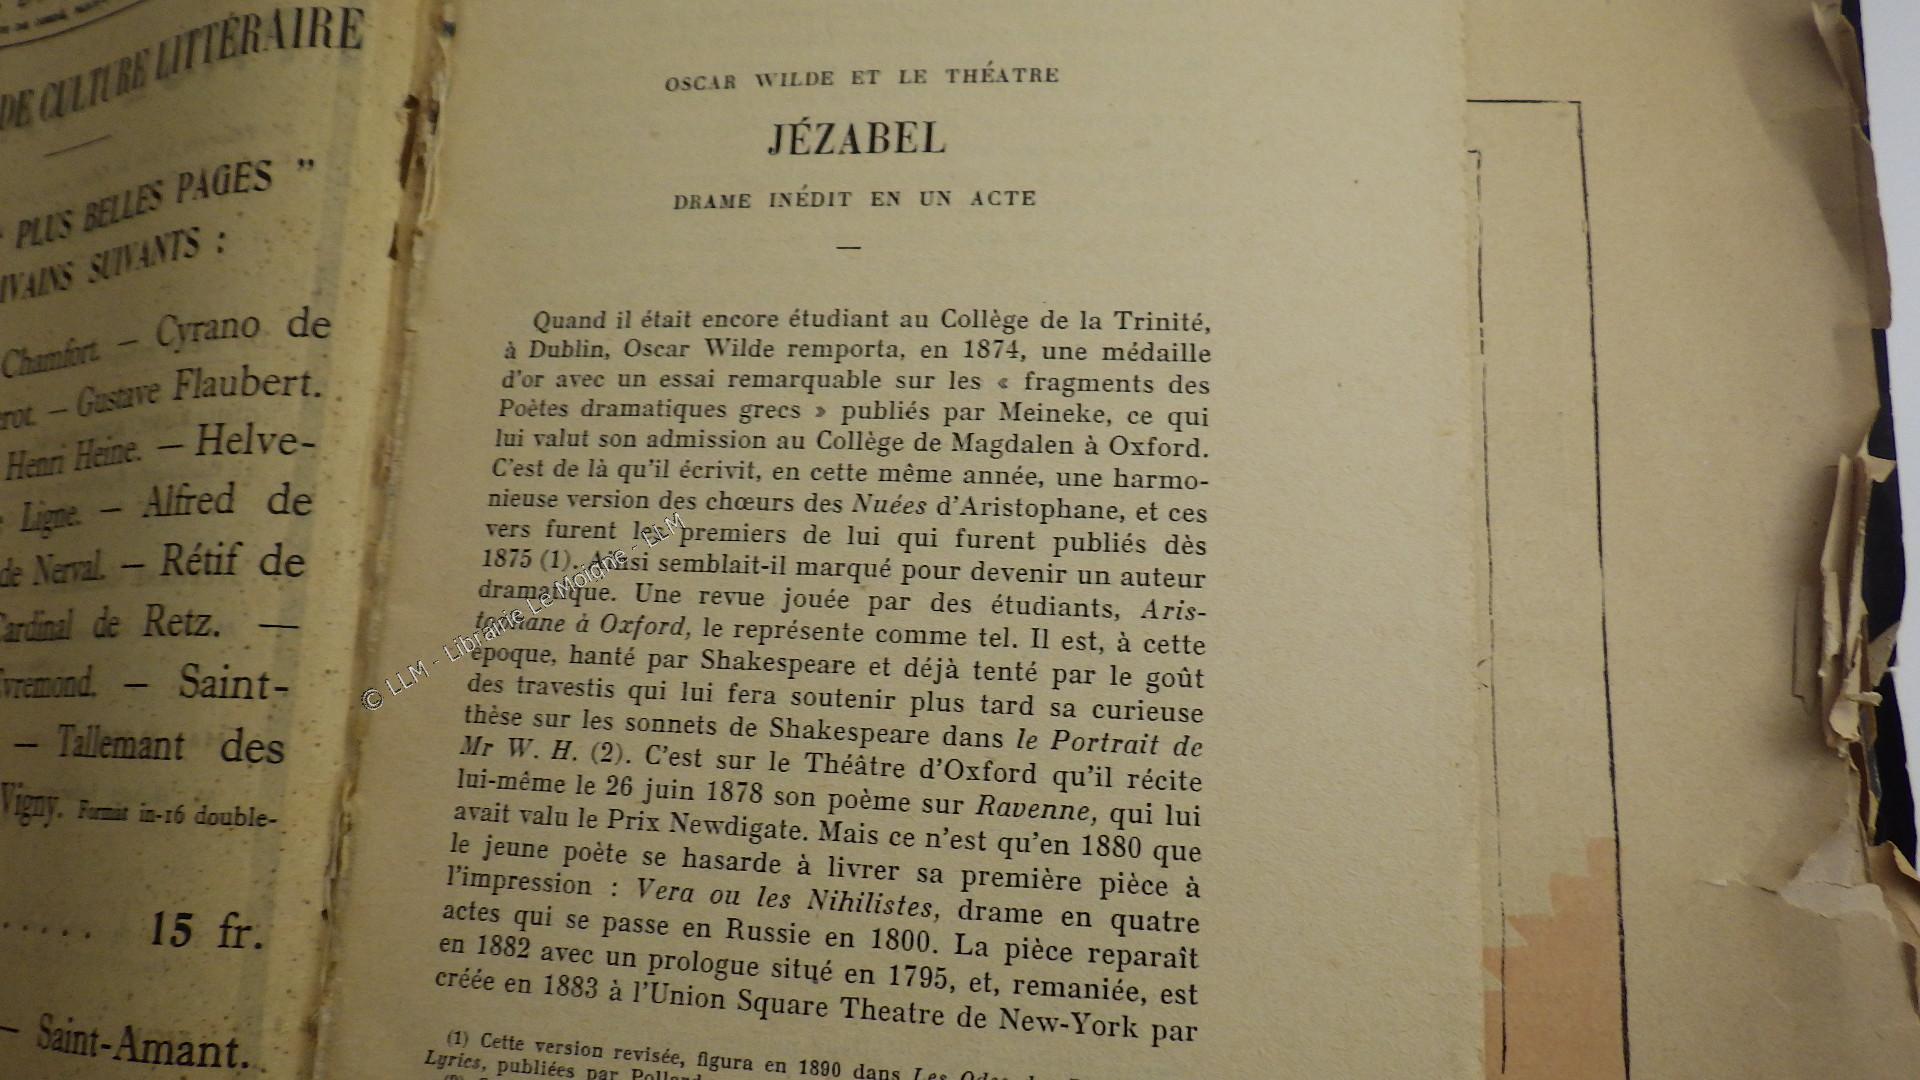 DE CULTURE LITTÉRAIRE
PLUS BELLES PAGES "
IVAINS SUIVANTS :
Chamfort. — Cyrano de
erot. — Gustave Flaubert.
Henri Heine. — Helve-
Ligne. — Alfred de
de Nerval. — Rétif de
Cardinal de Retz. —
Evremond. — Saint-
— Tallemant des
Vigny. Format in-16 double-
..... 15 fr.
— Saint-Amant.
OSCAR WILDE ET LE THÉATRE
JÉZABEL
DRAME INÉDIT EN UN ACTE
Quand il était encore étudiant au Collège de la Trinité,
à Dublin, Oscar Wilde remporta, en 1874, une médaille
d'or avec un essai remarquable sur les « fragments des
Poètes dramatiques grecs » publiés par Meineke, ce qui
lui valut son admission au Collège de Magdalen à Oxford.
C'est de là qu'il écrivit, en cette même année, une harmo-
nieuse version des chœurs des Nuées d'Aristophane, et ces
vers furent les premiers de lui qui furent publiés dès
1875 (1). Ainsi semblait-il marqué pour devenir un auteur
dramatique. Une revue jouée par des étudiants, Aris-
tophane à Oxford, le représente comme tel. Il est, à cette
époque, hanté par Shakespeare et déjà tenté par le goût
des travestis qui lui fera soutenir plus tard sa curieuse
thèse sur les sonnets de Shakespeare dans le Portrait de
Mr W. H. (2). C'est sur le Théâtre d'Oxford qu'il récite
lui-même le 26 juin 1878 son poème sur Ravenne, qui lui
avait valu le Prix Newdigate. Mais ce n'est qu'en 1880 que
le jeune poète se hasarde à livrer sa première pièce à
l'impression : Vera ou les Nihilistes, drame en quatre
actes qui se passe en Russie en 1800. La pièce reparaît
en 1882 avec un prologue situé en 1795, et, remaniée, est
créée en 1883 à l'Union Square Theatre de New-York par
(1) Cette version revisée, figura en 1890 dans Les Odes
Lyrics, publiées par
© LLM - Librairie Le Moigne - LLM